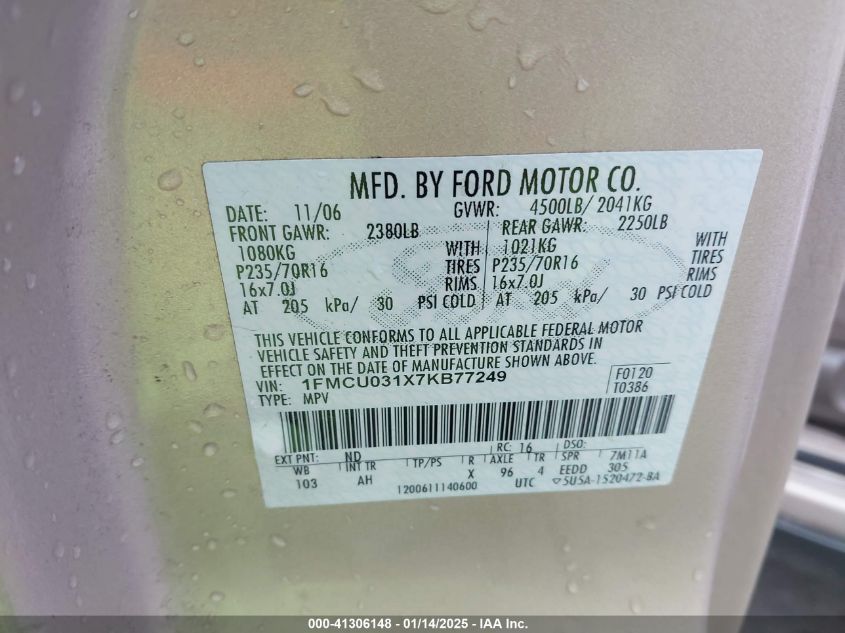 MFD. BY FORD MOTOR CO.
DATE: 11/06 GVWR: 4500LB/ 2041KG
FRONT GAWR: 2380LB REAR GAWR: 2250LB
1080KG WITH 1021KG WITH
P235/70R16 TIRES P235/70R16 TIRES
16x7.0J RIMS 16x7.0J RIMS
AT 205 kPa/ 30 PSI COLD AT 205 kPa/ 30 PSI COLD
THIS VEHICLE CONFORMS TO ALL APPLICABLE FEDERAL MOTOR
VEHICLE SAFETY AND THEFT PREVENTION STANDARDS IN
EFFECT ON THE DATE OF MANUFACTURE SHOWN ABOVE.
VIN: 1FMCU031X7KB77249 F0120
TYPE: MPV T0386
EXT PNT: ND RC: 16 DSO:
WB INT TR TP/PS R AXLE TR SPR 7M11A
103 AH X 96 4 EEDD 305
1200611140600 UTC 5U5A-1520472-BA
000-41306148 - 01/14/2025 - IAA Inc.